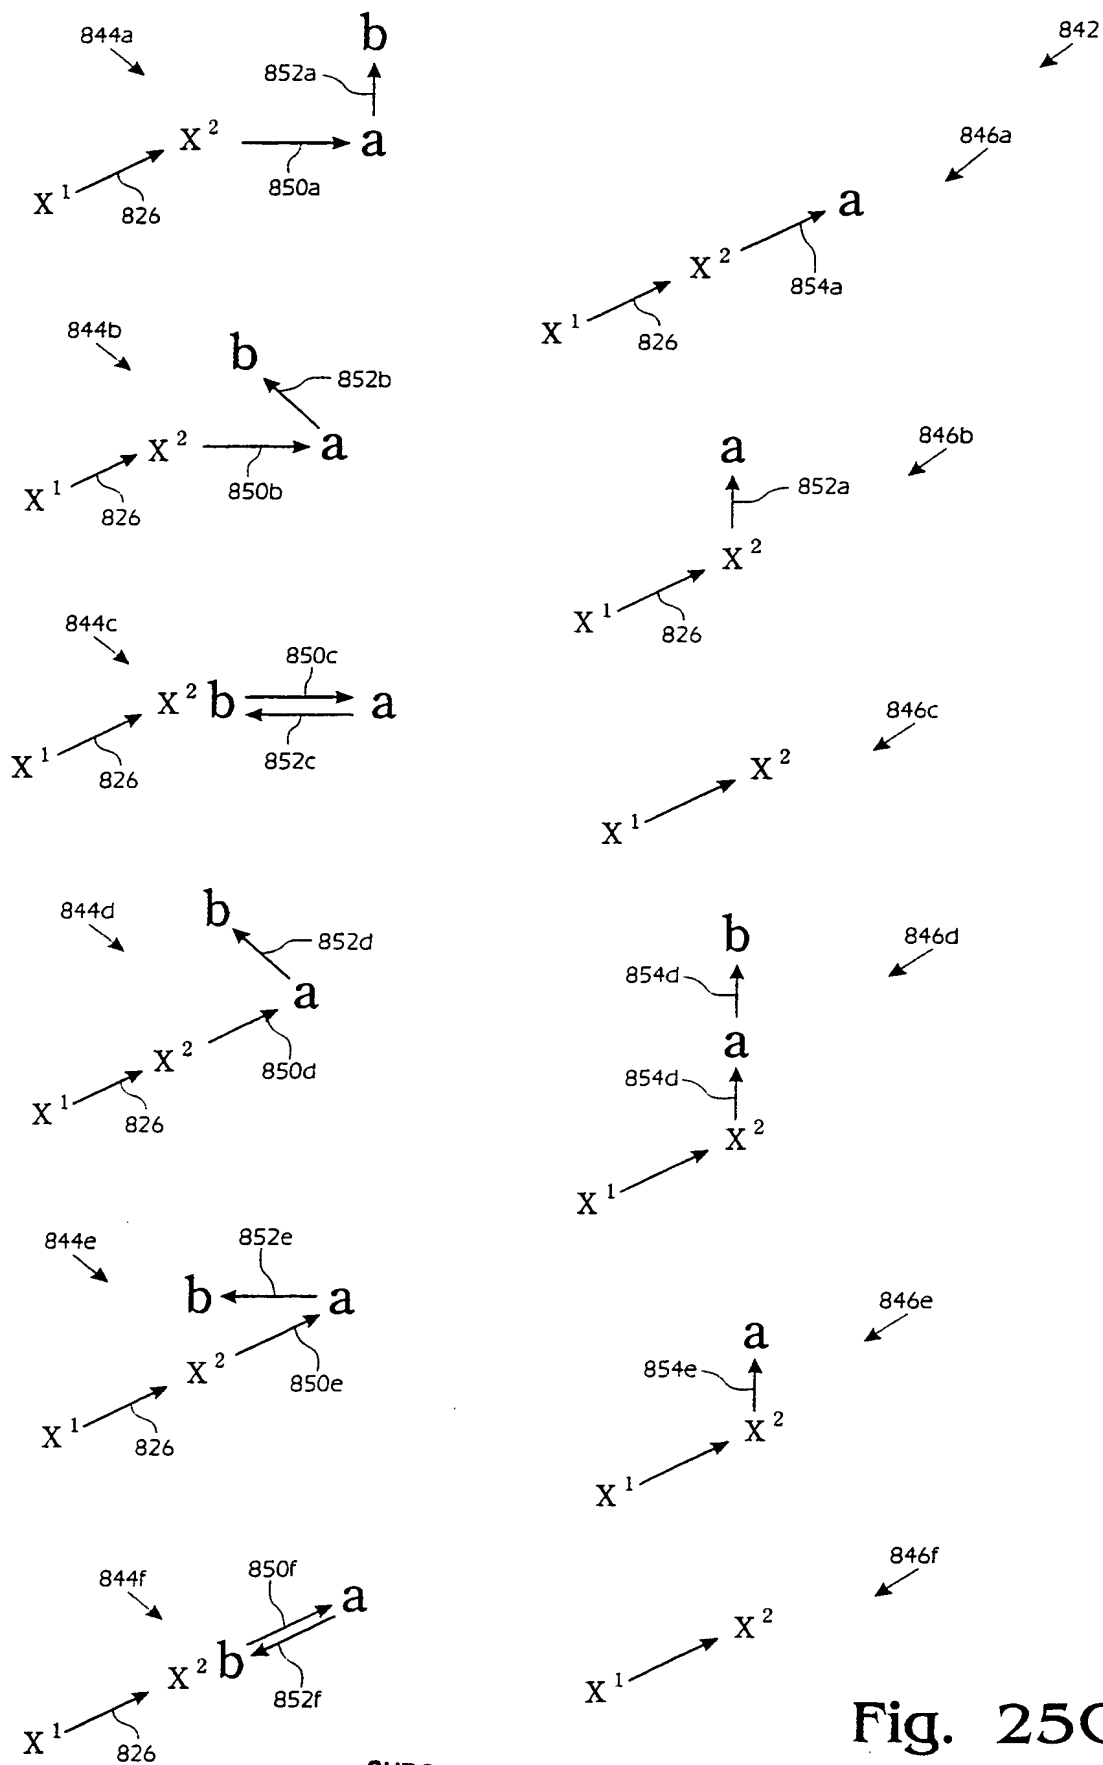 844a
b
852a
X² → a
850a
X¹
826
842
846a
a
X²
854a
X¹
826
844b
b
852b
X² → a
850b
X¹
826
846b
a
852a
X²
X¹
826
844c
850c
X² b a
852c
X¹
826
846c
X²
X¹
844d
b
852d
a
X²
850d
X¹
826
846d
b
854d
a
854d
X²
X¹
844e
852e
b a
X²
850e
X¹
826
846e
a
854e
X²
X¹
844f
850f
a
X² b
852f
X¹
826
846f
X²
X¹
Fig. 25C